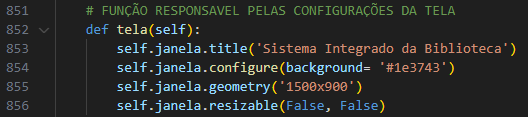 851 # FUNÇÃO RESPONSAVEL PELAS CONFIGURAÇÕES DA TELA
852 def tela(self):
853 self.janela.title('Sistema Integrado da Biblioteca')
854 self.janela.configure(background= '#1e3743')
855 self.janela.geometry('1500x900')
856 self.janela.resizable(False, False)